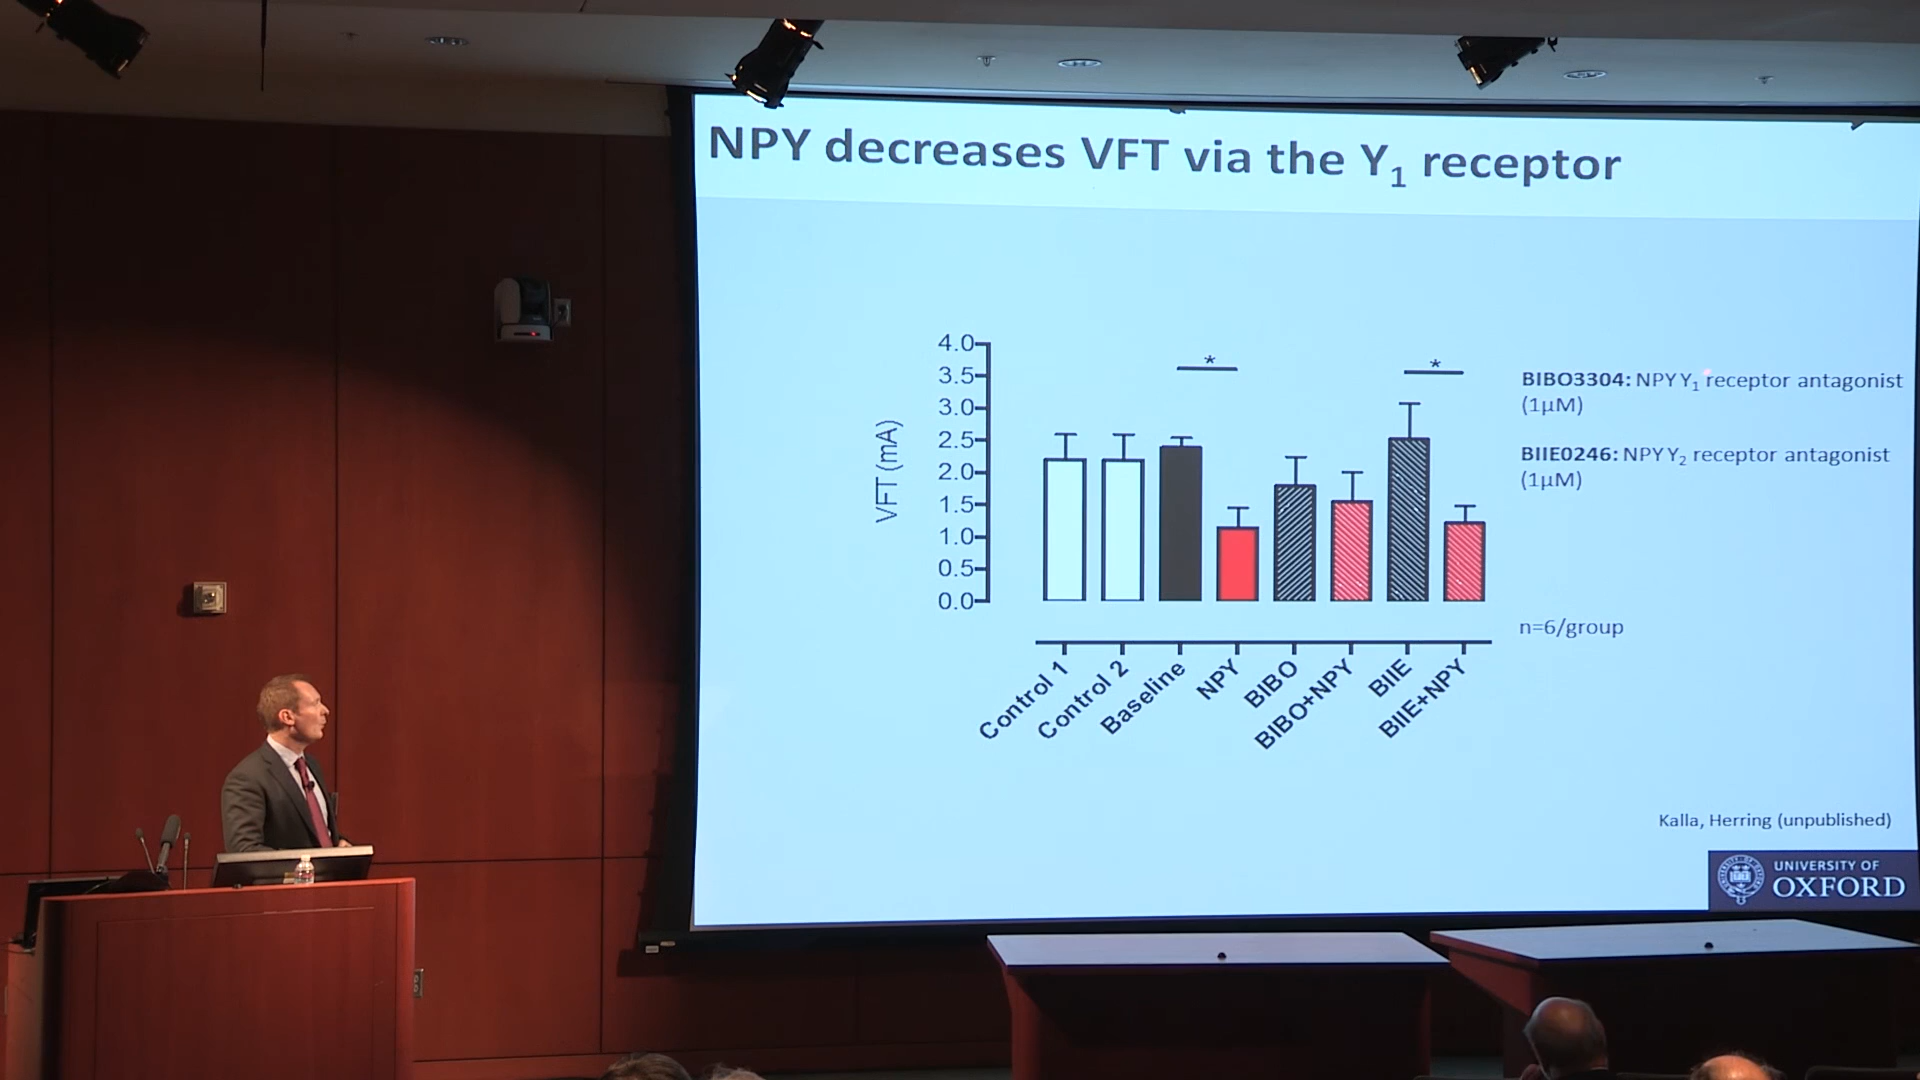 NPY decreases VFT via the Y₁ receptor
4.0
3.5
3.0
2.5
2.0
1.5
1.0
0.5
0.0
VFT (mA)
*
*
Control 1
Control 2
Baseline
NPY
BIBO
BIBO+NPY
BIIE
BIIE+NPY
BIBO3304: NPY Y₁ receptor antagonist
(1µM)
BIIE0246: NPY Y₂ receptor antagonist
(1µM)
n=6/group
Kalla, Herring (unpublished)
UNIVERSITY OF
OXFORD